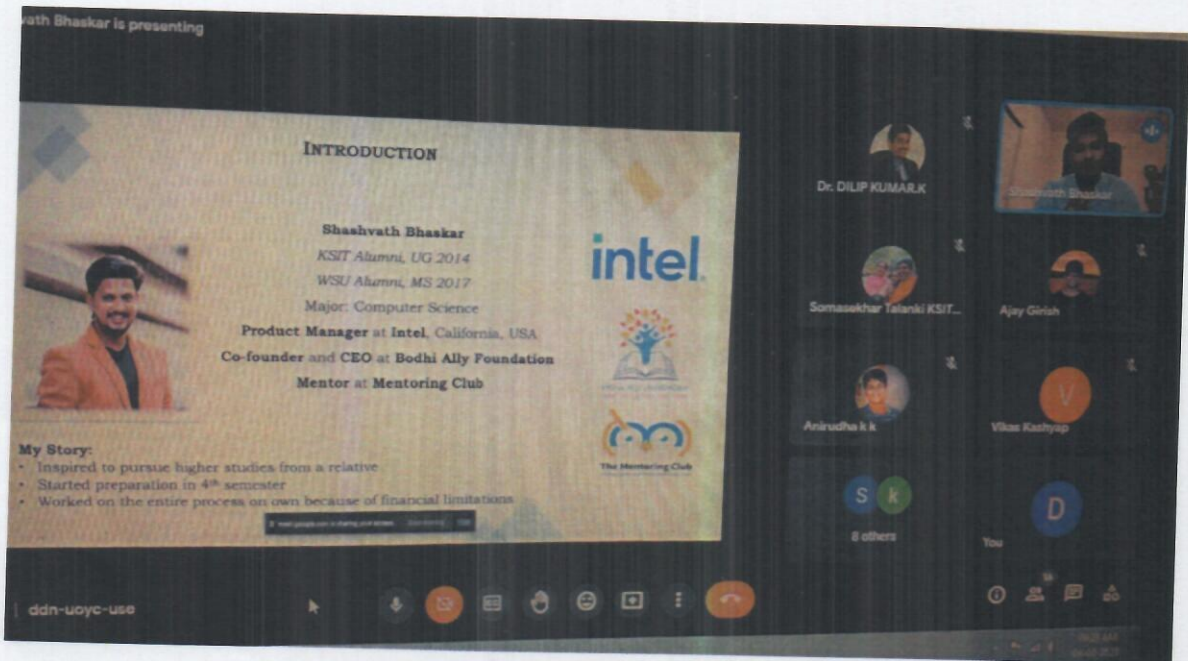 vath Bhaskar is presenting
INTRODUCTION
Shashvath Bhaskar
KSIT Alumni, UG 2014
WSU Alumni, MS 2017
Major: Computer Science
Product Manager at Intel, California, USA
Co-founder and CEO at Bodhi Ally Foundation
Mentor at Mentoring Club
intel.
The Mentoring Club
My Story:
• Inspired to pursue higher studies from a relative
• Started preparation in 4th semester
• Worked on the entire process on own because of financial limitations
Dr. DILIP KUMAR.K
Shashvath Bhaskar
Somasekhar Talanki KSIT...
Ajay Girish
Anirudha k k
V
Vikas Kashyap
S k
8 others
D
You
ddn-uoyc-use